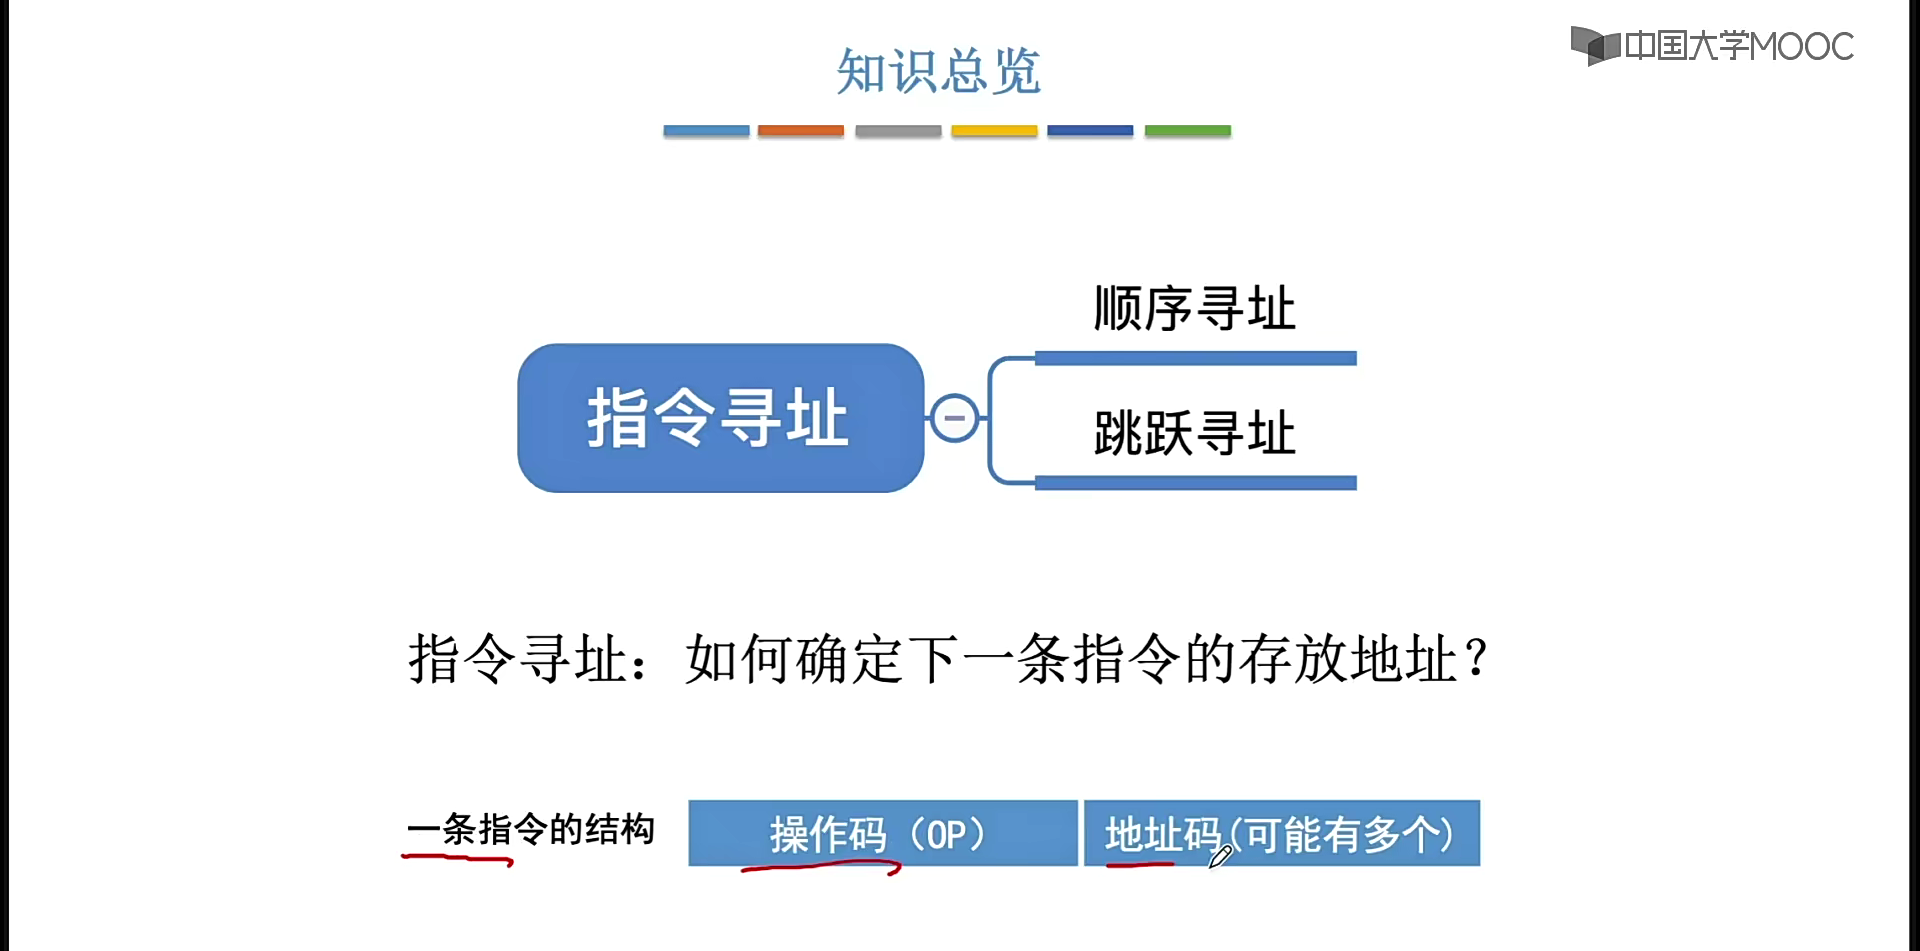 中国大学MOOC
知识总览
顺序寻址
指令寻址
跳跃寻址
指令寻址：如何确定下一条指令的存放地址？
一条指令的结构 操作码（OP） 地址码(可能有多个)